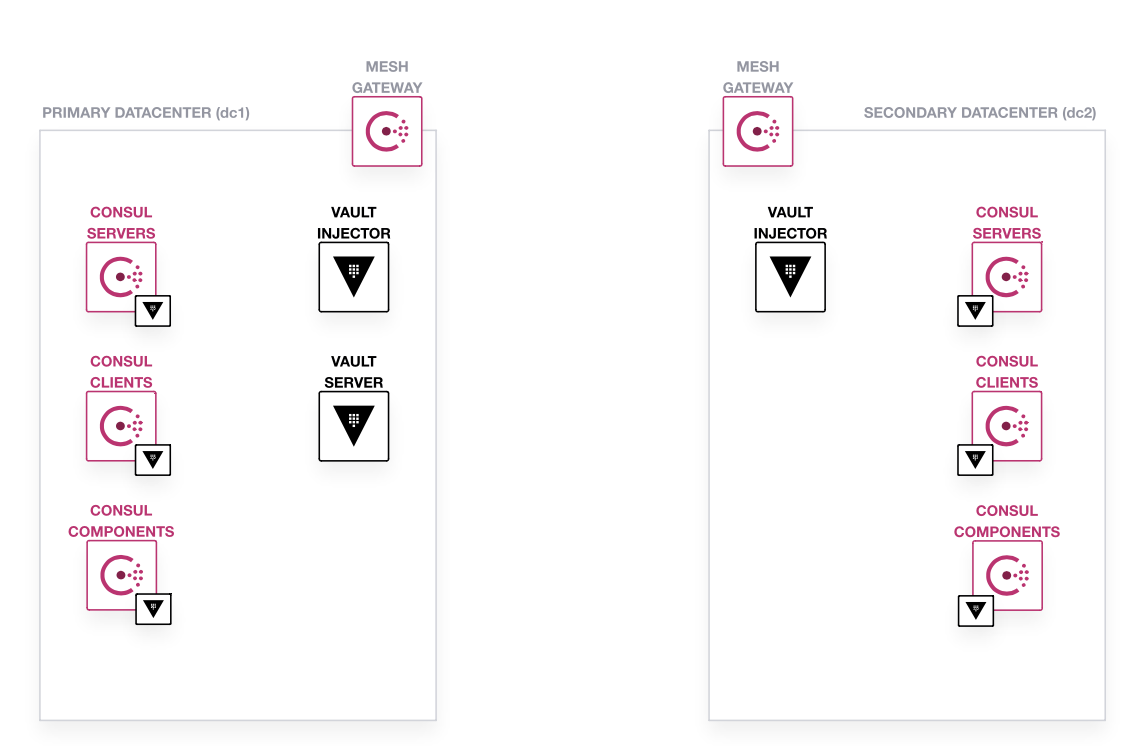 MESH
GATEWAY
PRIMARY DATACENTER (dc1)
CONSUL
SERVERS
VAULT
INJECTOR
CONSUL
CLIENTS
VAULT
SERVER
CONSUL
COMPONENTS
MESH
GATEWAY
SECONDARY DATACENTER (dc2)
VAULT
INJECTOR
CONSUL
SERVERS
CONSUL
CLIENTS
CONSUL
COMPONENTS